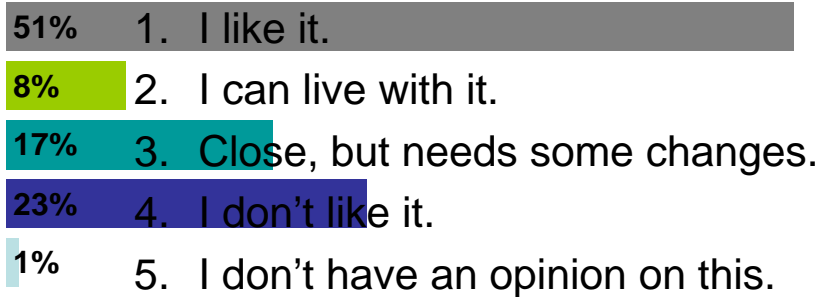 51% 1. I like it.
8% 2. I can live with it.
17% 3. Close, but needs some changes.
23% 4. I don't like it.
1% 5. I don't have an opinion on this.